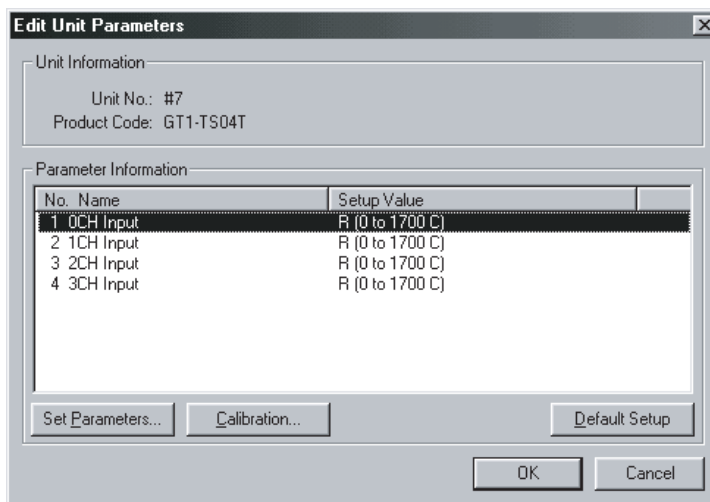 Edit Unit Parameters
Unit Information
Unit No.: #7
Product Code: GT1-TS04T
Parameter Information
No. Name Setup Value
1 0CH Input R (0 to 1700 C)
2 1CH Input R (0 to 1700 C)
3 2CH Input R (0 to 1700 C)
4 3CH Input R (0 to 1700 C)
Set Parameters... Calibration... Default Setup
OK Cancel